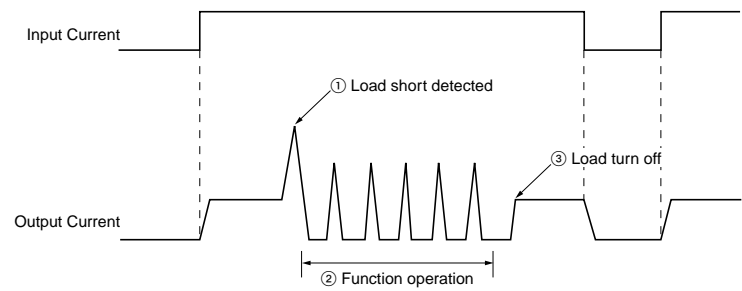 Input Current
① Load short detected
③ Load turn off
Output Current
② Function operation